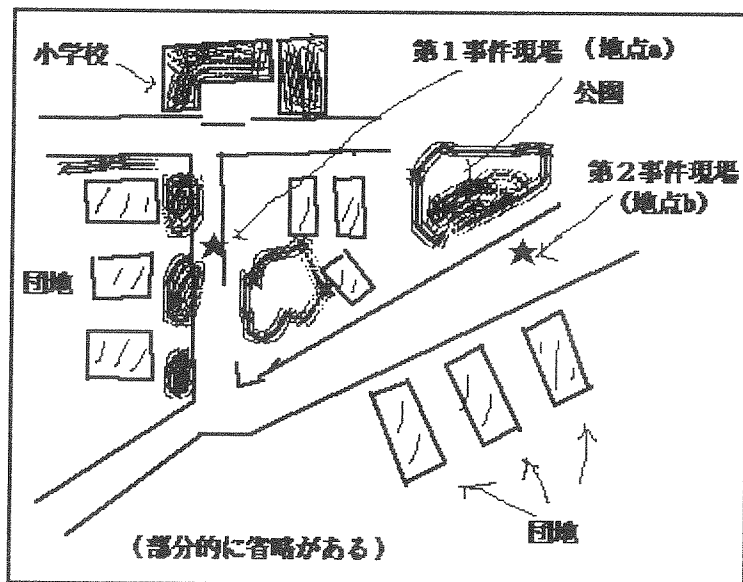 小学校
第1事件現場 (地点a)
公園
第2事件現場
(地点b)
団地
団地
(部分的に省略がある)